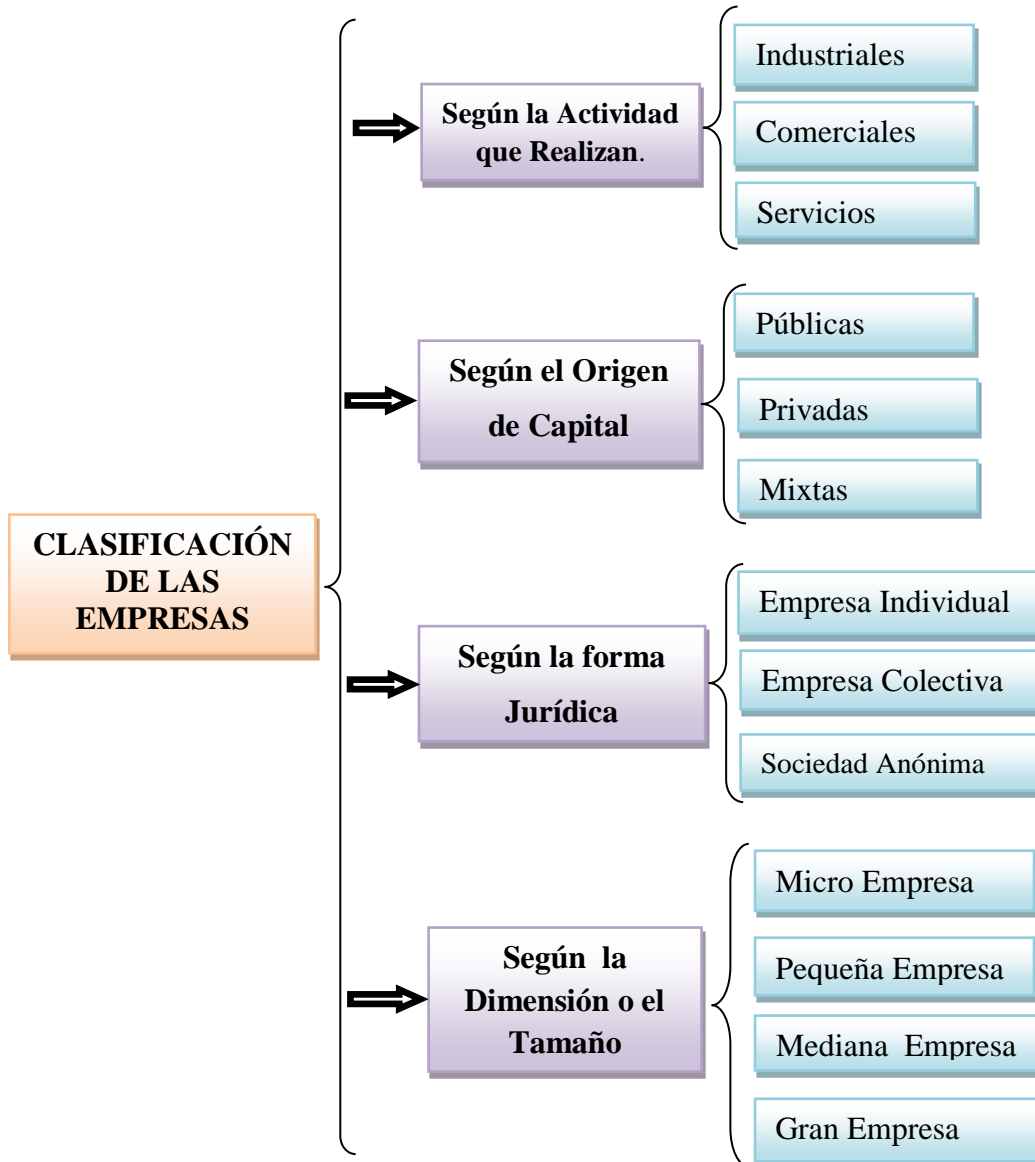 CLASIFICACIÓN
DE LAS
EMPRESAS
Según la Actividad
que Realizan.
Industriales
Comerciales
Servicios
Según el Origen
de Capital
Públicas
Privadas
Mixtas
Según la forma
Jurídica
Empresa Individual
Empresa Colectiva
Sociedad Anónima
Según la
Dimensión o el
Tamaño
Micro Empresa
Pequeña Empresa
Mediana Empresa
Gran Empresa